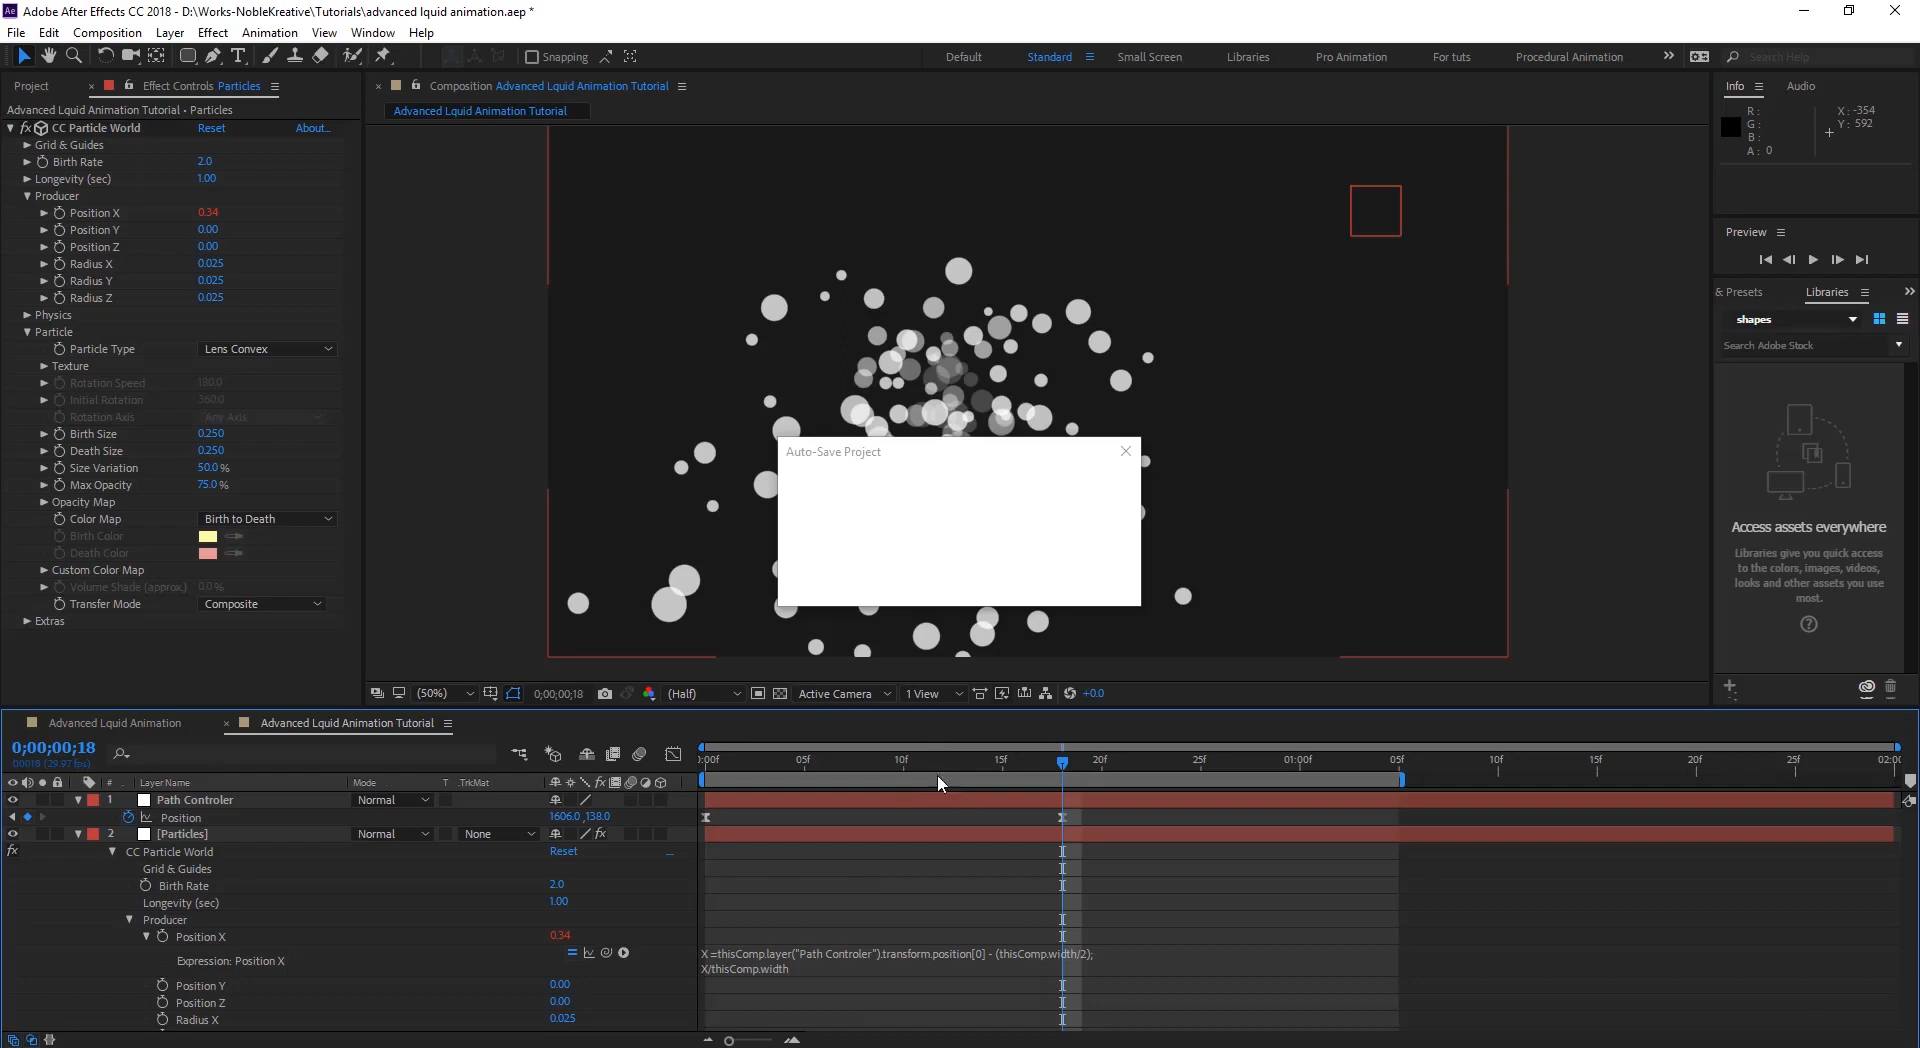 Adobe After Effects CC 2018 - D:\Works-NobleKreative\Tutorials\advanced lquid animation.aep *
File Edit Composition Layer Effect Animation View Window Help
Snapping Default Standard Small Screen Libraries Pro Animation For tuts Procedural Animation Search Help
Project Effect Controls Particles
Composition Advanced Lquid Animation Tutorial
Info Audio
Advanced Lquid Animation Tutorial • Particles
Advanced Lquid Animation Tutorial
CC Particle World Reset About...
Grid & Guides
Birth Rate 2.0
Longevity (sec) 1.00
Producer
Position X 0.34
Position Y 0.00
Position Z 0.00
Radius X 0.025
Radius Y 0.025
Radius Z 0.025
Physics
Particle
Particle Type Lens Convex
Texture
Rotation Speed 180.0
Initial Rotation 360.0
Rotation Axis Any Axis
Birth Size 0.250
Death Size 0.250
Size Variation 50.0 %
Max Opacity 75.0 %
Opacity Map
Color Map Birth to Death
Birth Color
Death Color
Custom Color Map
Volume Shade (approx.) 0.0 %
Transfer Mode Composite
Extras
Auto-Save Project
R :
G :
B :
A : 0
X : -354
Y : 592
Preview
& Presets Libraries
shapes
Search Adobe Stock
Access assets everywhere
Libraries give you quick access
to the colors, images, videos,
looks and other assets you use
most.
(50%) 0;00;00;18 (Half) Active Camera 1 View +0.0
Advanced Lquid Animation Advanced Lquid Animation Tutorial
0;00;00;18
00018 (29.97 fps)
):00f 05f 10f 15f 20f 25f 01:00f 05f 10f 15f 20f 25f 02:00
# Layer Name Mode T .TrkMat
1 Path Controler Normal
Position 1606.0 ,138.0
2 [Particles] Normal None
CC Particle World Reset
Grid & Guides
Birth Rate 2.0
Longevity (sec) 1.00
Producer
Position X 0.34
Expression: Position X
X =thisComp.layer("Path Controler").transform.position[0] - (thisComp.width/2);
X/thisComp.width
Position Y 0.00
Position Z 0.00
Radius X 0.025